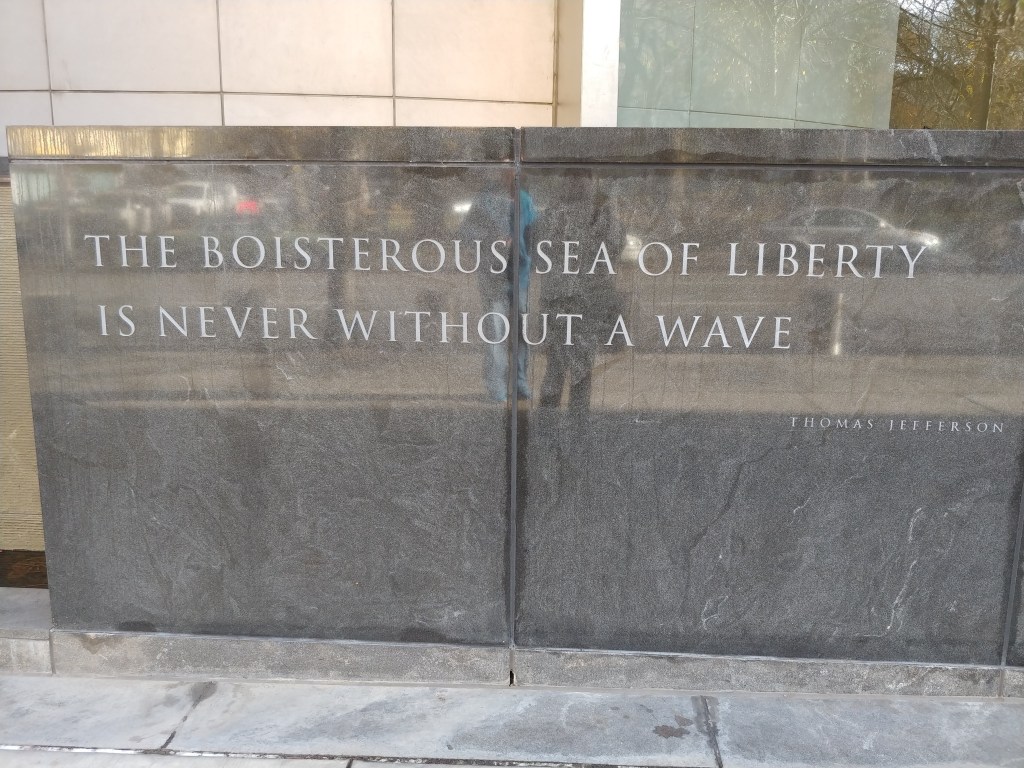 THE BOISTEROUS SEA OF LIBERTY
IS NEVER WITHOUT A WAVE
THOMAS JEFFERSON